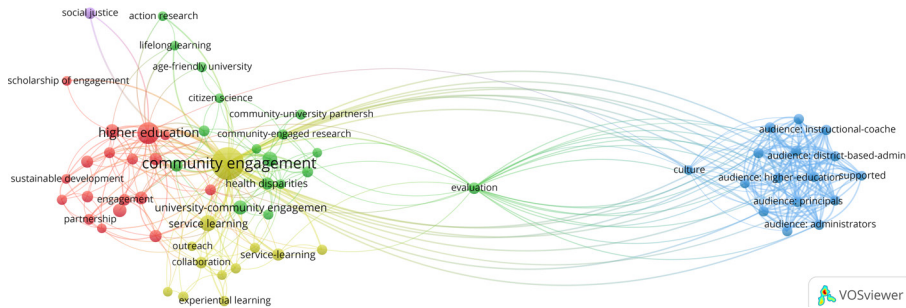 social justice
action research
lifelong learning
scholarship of engagement
age-friendly university
citizen science
community-university partnersh
higher education
community-engaged research
audience: instructional-coache
community engagement
audience: district-based-admin
culture
sustainable development
health disparities
audience: higher-education
supported
evaluation
engagement
audience: principals
partnership
university-community engagemen
service learning
audience: administrators
outreach
service-learning
collaboration
experiential learning
VOSviewer